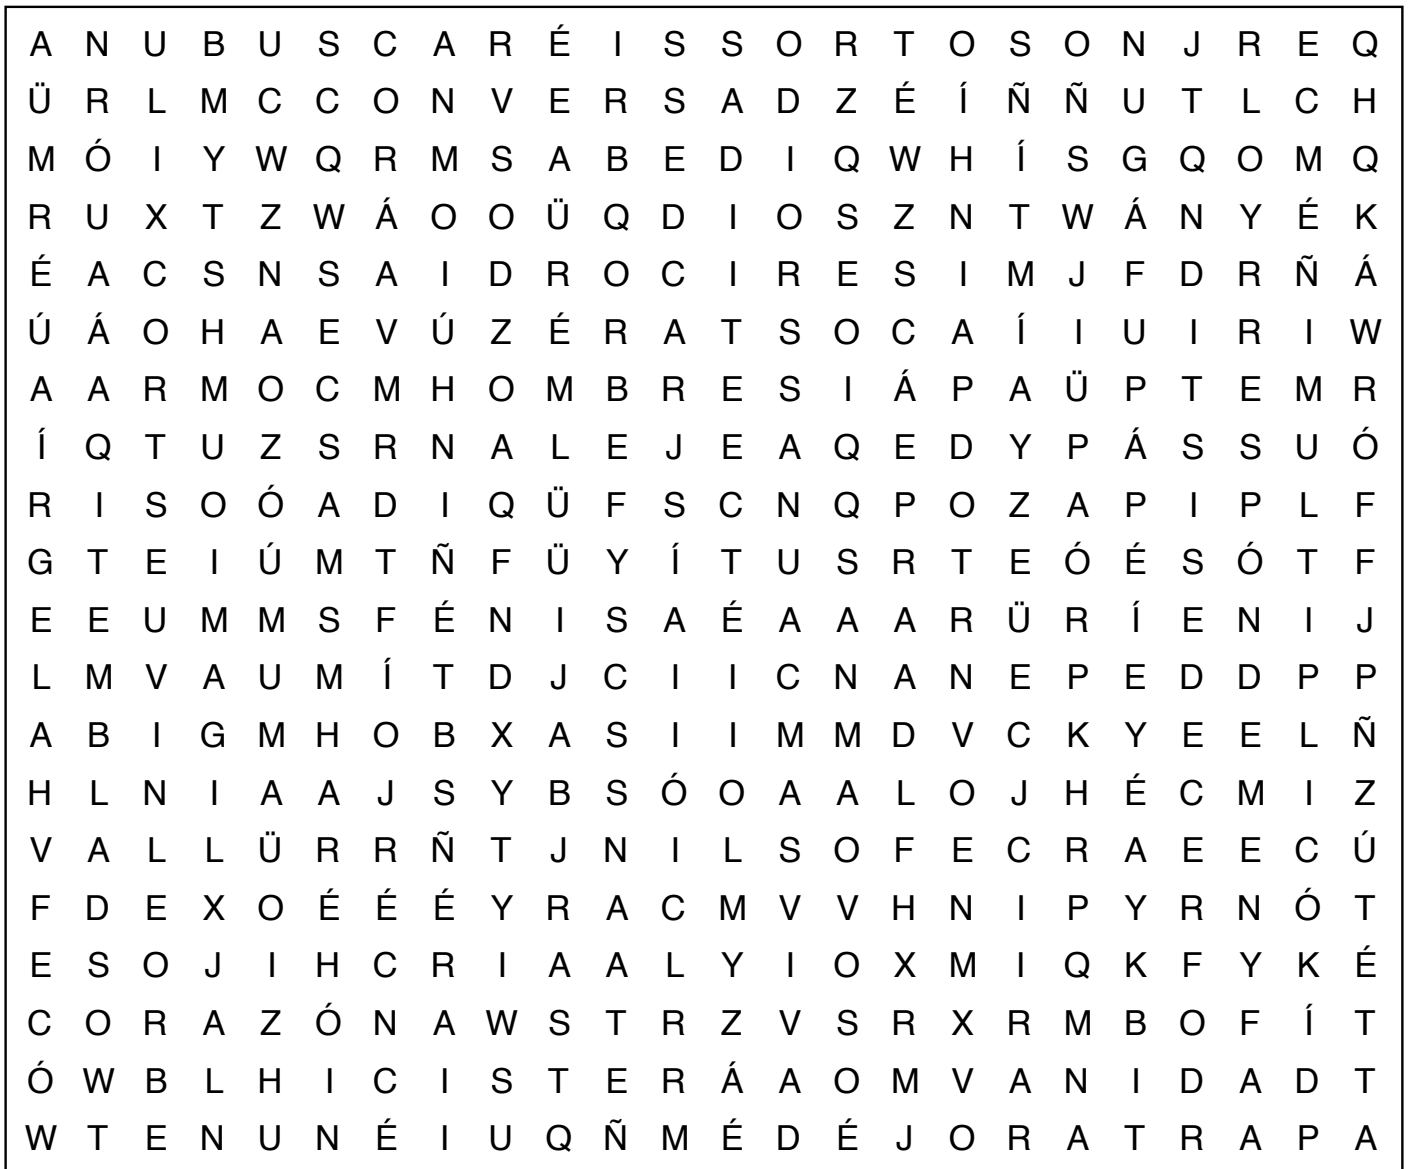 A N U B U S C A R É I S S O R T O S O N J R E Q
Ü R L M C C O N V E R S A D Z É Í Ñ Ñ U T L C H
M Ó I Y W Q R M S A B E D I Q W H Í S G Q O M Q
R U X T Z W Á O O Ü Q D I O S Z N T W Á N Y É K
É A C S N S A I D R O C I R E S I M J F D R Ñ Á
Ú Á O H A E V Ú Z É R A T S O C A Í I U I R I W
A A R M O C M H O M B R E S I Á P A Ü P T E M R
Í Q T U Z S R N A L E J E A Q E D Y P Á S S U Ó
R I S O Ó A D I Q Ü F S C N Q P O Z A P I P L F
G T E I Ú M T Ñ F Ü Y Í T U S R T E Ó É S Ó T F
E E U M M S F É N I S A É A A A R Ü R Í E N I J
L M V A U M Í T D J C I I C N A N E P E D D P P
A B I G M H O B X A S I I M M D V C K Y E E L Ñ
H L N I A A J S Y B S Ó O A A L O J H É C M I Z
V A L L Ü R R Ñ T J N I L S O F E C R A E E C Ú
F D E X O É É É Y R A C M V V H N I P Y R N Ó T
E S O J I H C R I A A L Y I O X M I Q K F Y K É
C O R A Z Ó N A W S T R Z V S R X R M B O F Í T
Ó W B L H I C I S T E R Á A O M V A N I D A D T
W T E N U N É I U Q Ñ M É D É J O R A T R A P A